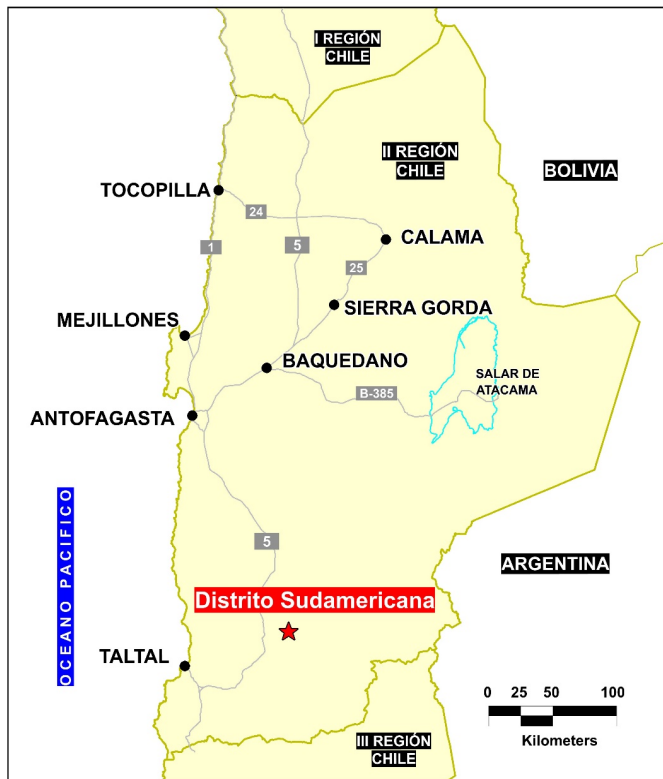 I REGIÓN
CHILE
II REGIÓN
CHILE
BOLIVIA
TOCOPILLA
24
CALAMA
1
5
25
SIERRA GORDA
MEJILLONES
BAQUEDANO
SALAR DE
ATACAMA
B-385
ANTOFAGASTA
OCEANO PACIFICO
5
ARGENTINA
Distrito Sudamericana
TALTAL
0 25 50 100
Kilometers
III REGIÓN
CHILE